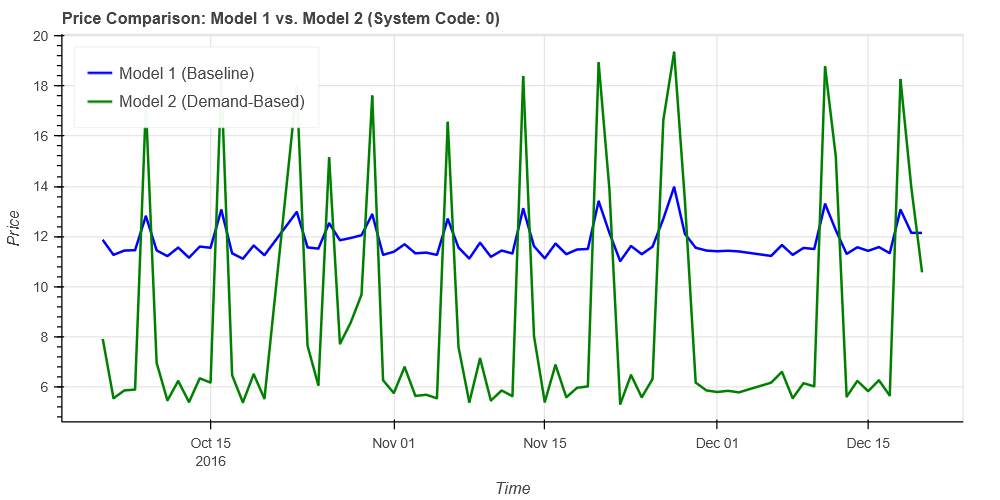 Price Comparison: Model 1 vs. Model 2 (System Code: 0)
Model 1 (Baseline)
Model 2 (Demand-Based)
Price
20
18
16
14
12
10
8
6
Oct 15
2016
Nov 01
Nov 15
Dec 01
Dec 15
Time